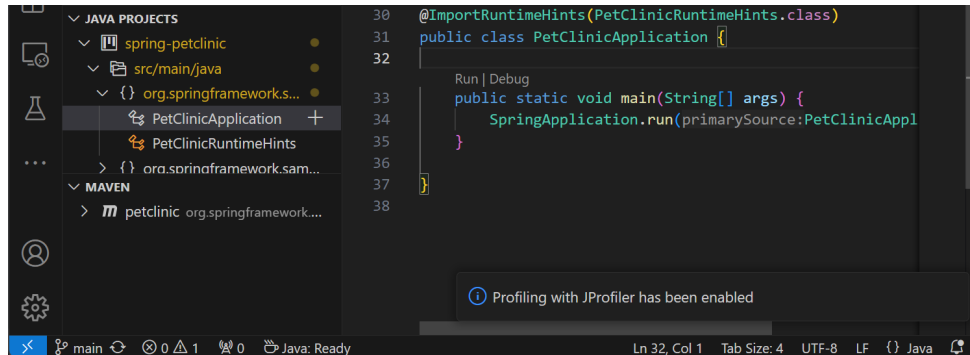 JAVA PROJECTS
spring-petclinic
src/main/java
{} org.springframework.s...
PetClinicApplication
PetClinicRuntimeHints
{} org.springframework.sam...
MAVEN
m petclinic org.springframework....
30 @ImportRuntimeHints(PetClinicRuntimeHints.class)
31 public class PetClinicApplication {
32
Run | Debug
33 public static void main(String[] args) {
34 SpringApplication.run(primarySource:PetClinicAppl
35 }
36
37 }
38
Profiling with JProfiler has been enabled
main 0 1 0 Java: Ready Ln 32, Col 1 Tab Size: 4 UTF-8 LF {} Java